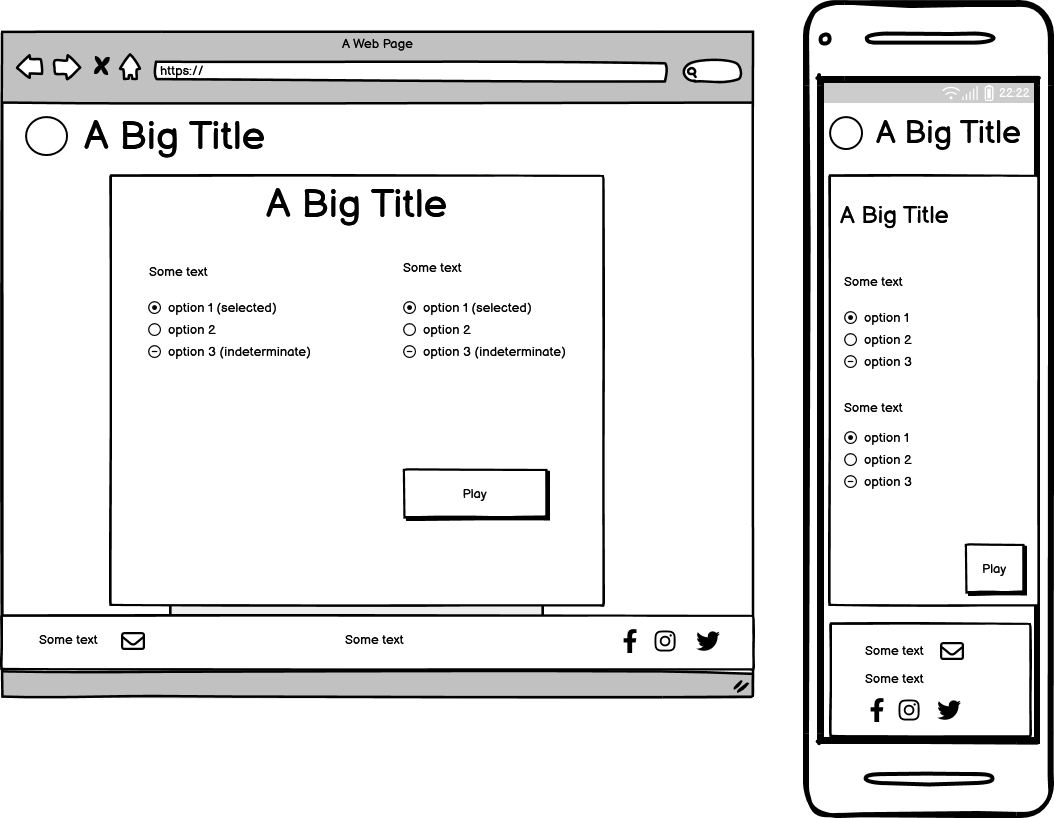 A Web Page
https://
A Big Title
A Big Title
Some text
option 1 (selected)
option 2
option 3 (indeterminate)
Some text
option 1 (selected)
option 2
option 3 (indeterminate)
Play
Some text
Some text
22:22
A Big Title
A Big Title
Some text
option 1
option 2
option 3
Some text
option 1
option 2
option 3
Play
Some text
Some text